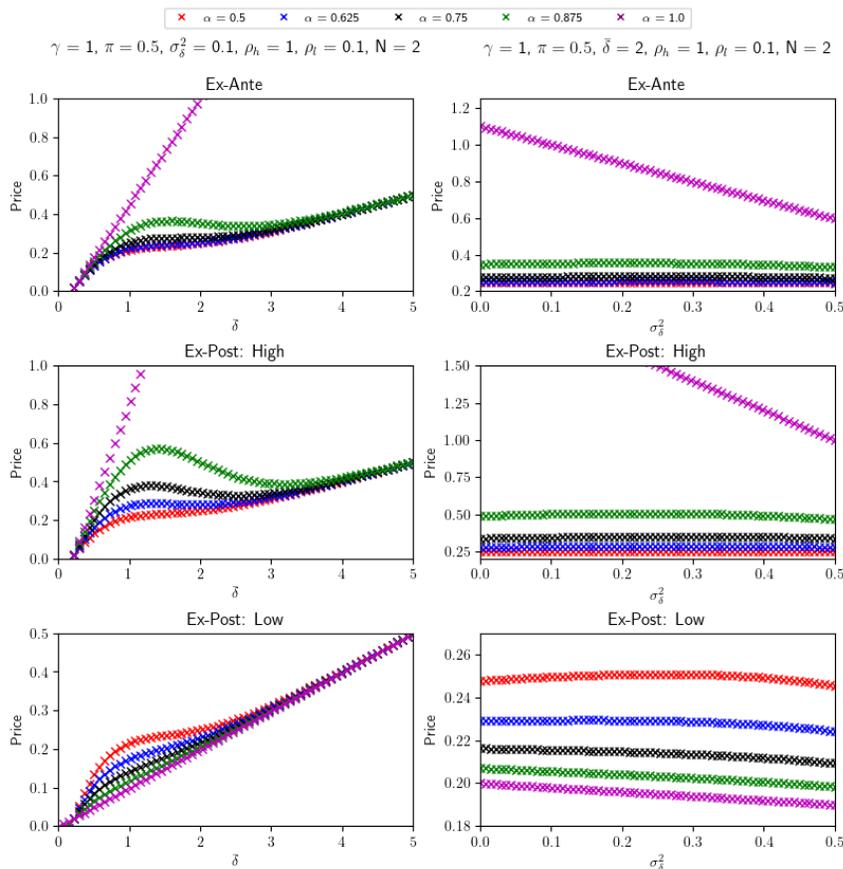 α = 0.5 α = 0.625 α = 0.75 α = 0.875 α = 1.0
γ = 1, π = 0.5, σ²_δ = 0.1, ρ_h = 1, ρ_l = 0.1, N = 2
γ = 1, π = 0.5, δ̄ = 2, ρ_h = 1, ρ_l = 0.1, N = 2
Ex-Ante
1.0
0.8
0.6
0.4
0.2
0.0
Price
0 1 2 3 4 5
δ̄
Ex-Ante
1.2
1.0
0.8
0.6
0.4
0.2
Price
0.0 0.1 0.2 0.3 0.4 0.5
σ²_δ
Ex-Post: High
1.0
0.8
0.6
0.4
0.2
0.0
Price
0 1 2 3 4 5
δ̄
Ex-Post: High
1.50
1.25
1.00
0.75
0.50
0.25
Price
0.0 0.1 0.2 0.3 0.4 0.5
σ²_δ
Ex-Post: Low
0.5
0.4
0.3
0.2
0.1
0.0
Price
0 1 2 3 4 5
δ̄
Ex-Post: Low
0.26
0.24
0.22
0.20
0.18
Price
0.0 0.1 0.2 0.3 0.4 0.5
σ²_δ